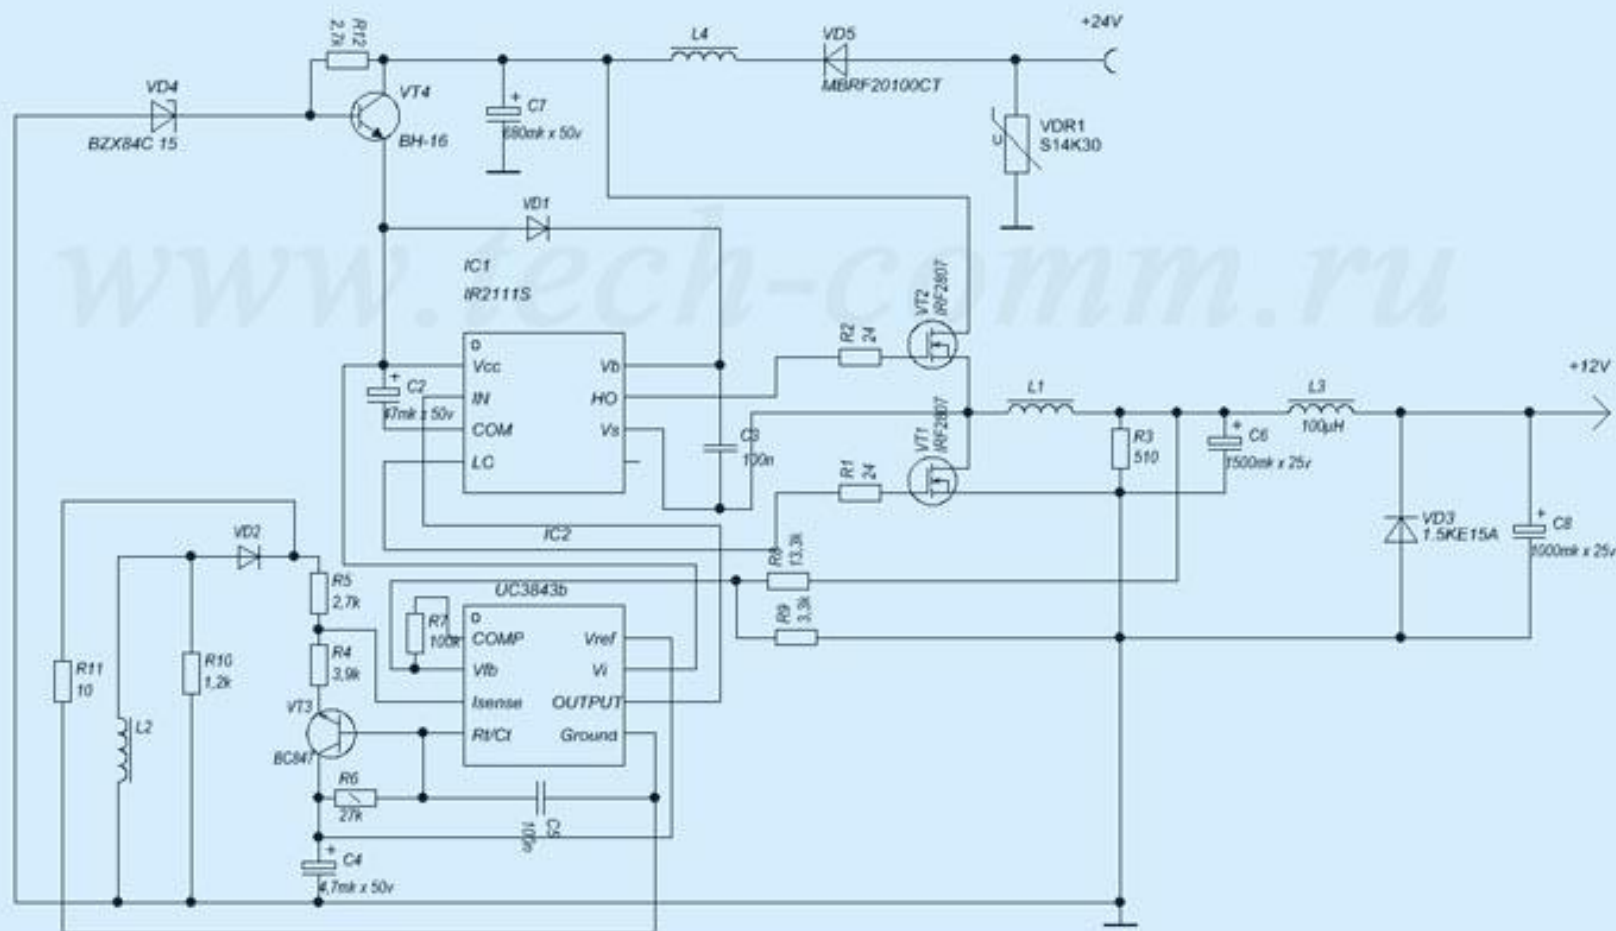 +24V
R12
2,7k
L4
VD5
MBRF20100CT
VD4
BZX84C 15
VT4
BH-16
+
C7
680mk x 50v
U
VDR1
S14K30
VD1
www.tech-comm.ru
IC1
IR2111S
VT2
IRF2807
R2
24
Vcc
Vb
+
C2
47mk x 50v
IN
HO
COM
Vs
LC
C3
100n
VT1
IRF2807
R1
24
L1
L3
100µH
+12V
R3
510
+
C6
1500mk x 25v
VD3
1.5KE15A
+
C8
1000mk x 25v
IC2
UC3843b
R8
13,3k
R9
3,3k
VD2
R5
2,7k
R7
100k
COMP
Vref
Vfb
Vi
Isense
OUTPUT
Rt/Ct
Ground
R4
3,9k
R11
10
R10
1,2k
L2
VT3
BC847
R6
27k
C5
100n
+
C4
4,7mk x 50v